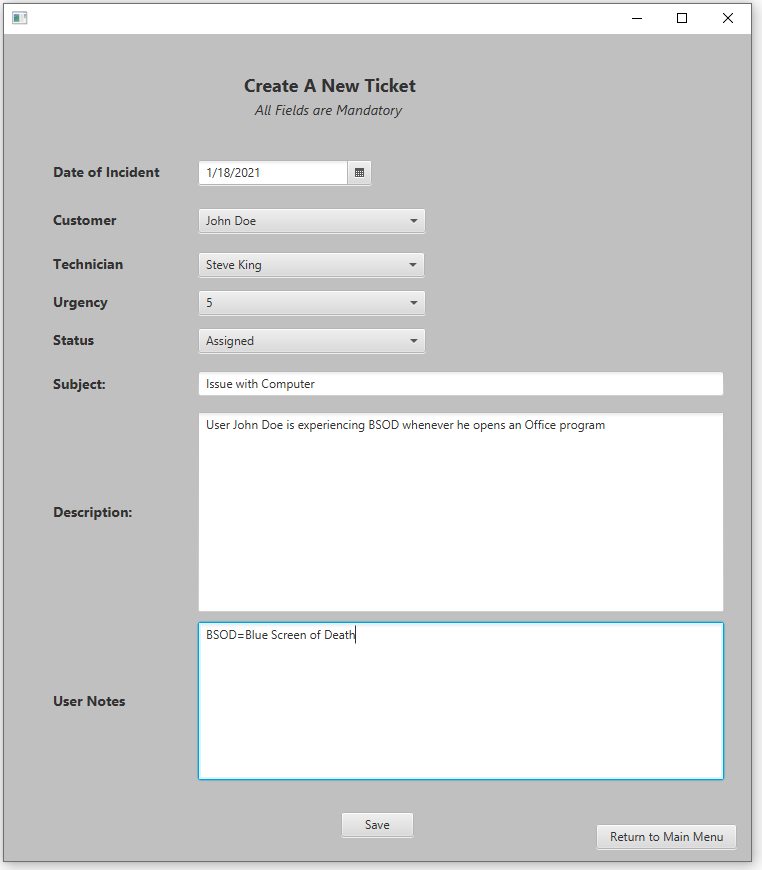 Create A New Ticket
All Fields are Mandatory
Date of Incident 1/18/2021
Customer John Doe
Technician Steve King
Urgency 5
Status Assigned
Subject: Issue with Computer
User John Doe is experiencing BSOD whenever he opens an Office program
Description:
BSOD=Blue Screen of Death
User Notes
Save
Return to Main Menu